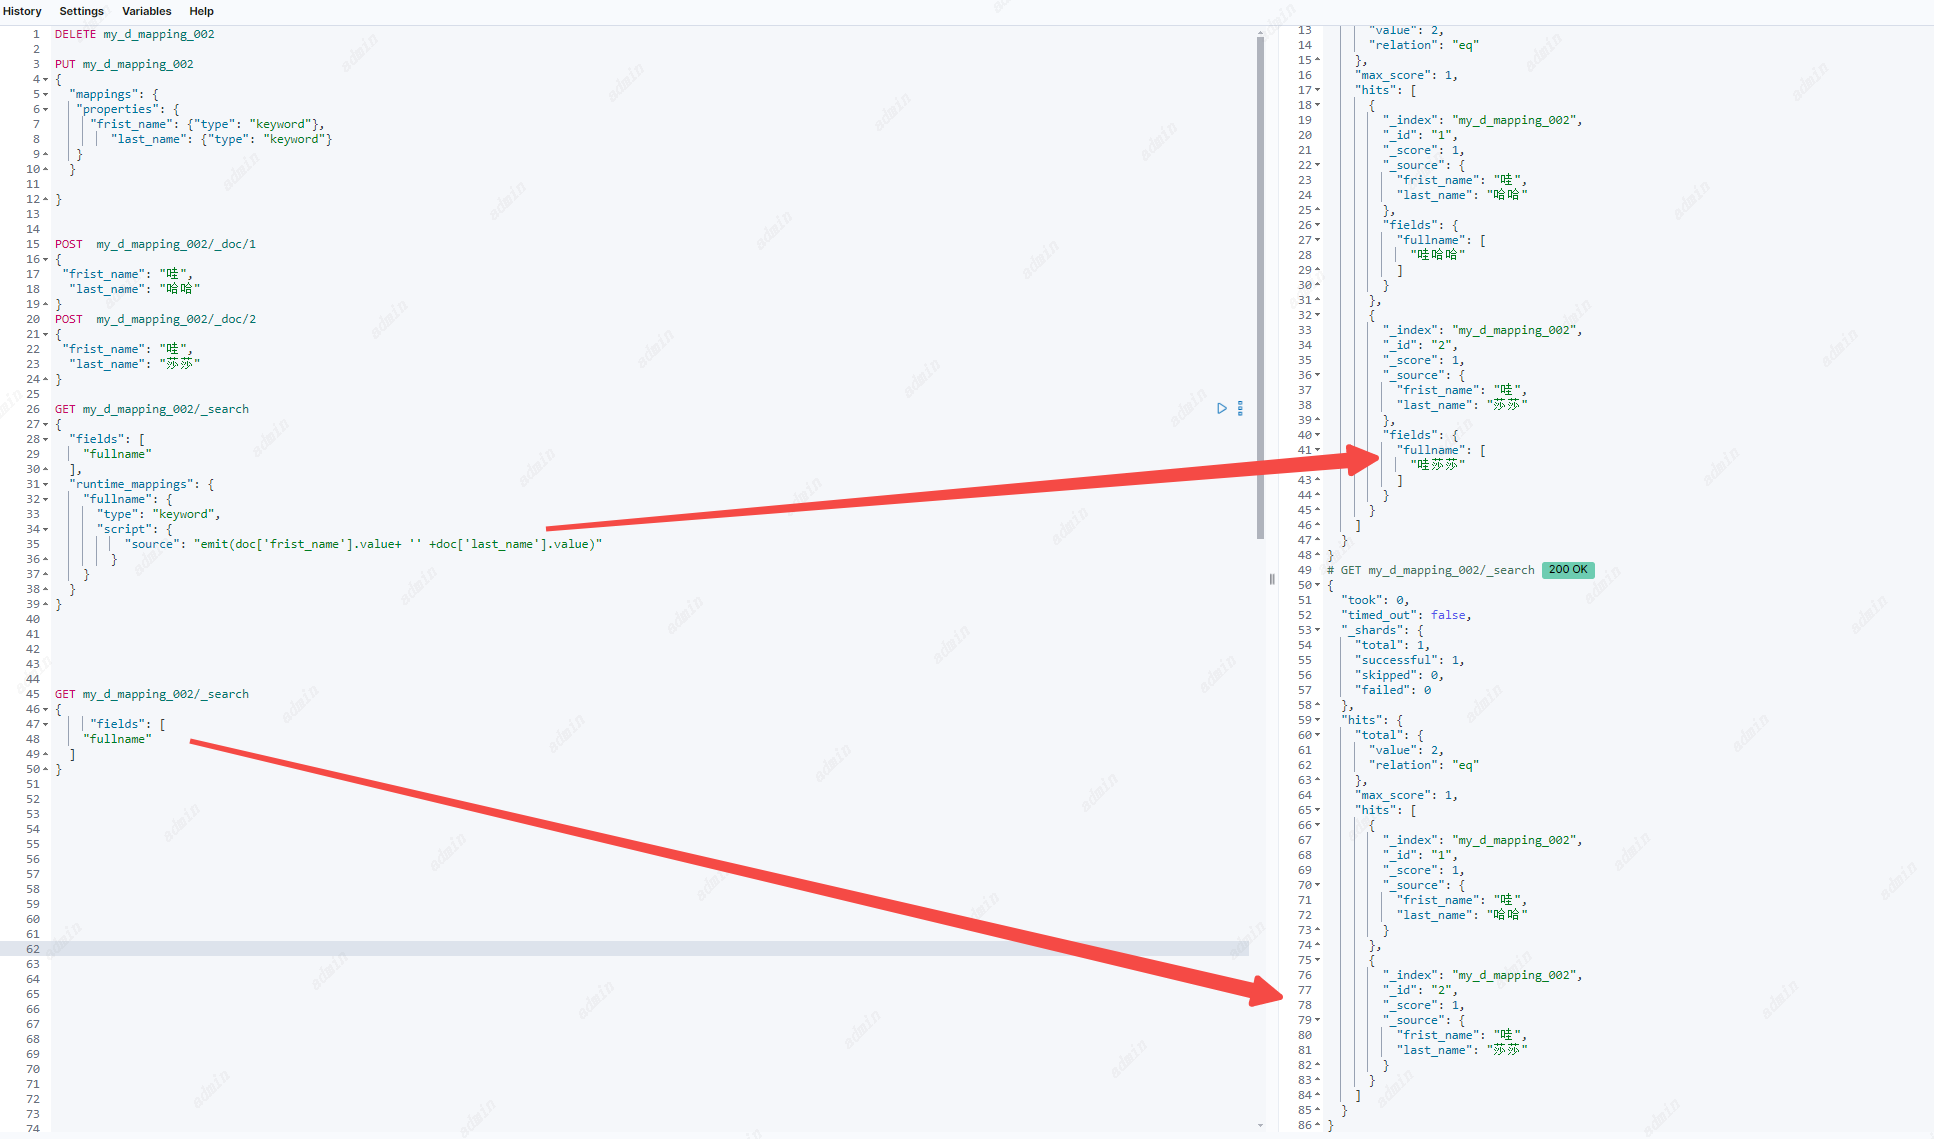 History Settings Variables Help
1 DELETE my_d_mapping_002
2
3 PUT my_d_mapping_002
4 {
5 "mappings": {
6 "properties": {
7 "frist_name": {"type": "keyword"},
8 "last_name": {"type": "keyword"}
9 }
10 }
11
12 }
13
14
15 POST my_d_mapping_002/_doc/1
16 {
17 "frist_name": "哇",
18 "last_name": "哈哈"
19 }
20 POST my_d_mapping_002/_doc/2
21 {
22 "frist_name": "哇",
23 "last_name": "莎莎"
24 }
25
26 GET my_d_mapping_002/_search
27 {
28 "fields": [
29 "fullname"
30 ],
31 "runtime_mappings": {
32 "fullname": {
33 "type": "keyword",
34 "script": {
35 "source": "emit(doc['frist_name'].value+ '' +doc['last_name'].value)"
36 }
37 }
38 }
39 }
40
41
42
43
44
45 GET my_d_mapping_002/_search
46 {
47 "fields": [
48 "fullname"
49 ]
50 }
51
52
53
54
55
56
57
58
59
60
61
62
63
64
65
66
67
68
69
70
71
72
73
74
13 "value": 2,
14 "relation": "eq"
15 },
16 "max_score": 1,
17 "hits": [
18 {
19 "_index": "my_d_mapping_002",
20 "_id": "1",
21 "_score": 1,
22 "_source": {
23 "frist_name": "哇",
24 "last_name": "哈哈"
25 },
26 "fields": {
27 "fullname": [
28 "哇哈哈"
29 ]
30 }
31 },
32 {
33 "_index": "my_d_mapping_002",
34 "_id": "2",
35 "_score": 1,
36 "_source": {
37 "frist_name": "哇",
38 "last_name": "莎莎"
39 },
40 "fields": {
41 "fullname": [
"哇莎莎"
43 ]
44 }
45 }
46 ]
47 }
48 }
49 # GET my_d_mapping_002/_search 200 OK
50 {
51 "took": 0,
52 "timed_out": false,
53 "_shards": {
54 "total": 1,
55 "successful": 1,
56 "skipped": 0,
57 "failed": 0
58 },
59 "hits": {
60 "total": {
61 "value": 2,
62 "relation": "eq"
63 },
64 "max_score": 1,
65 "hits": [
66 {
67 "_index": "my_d_mapping_002",
68 "_id": "1",
69 "_score": 1,
70 "_source": {
71 "frist_name": "哇",
72 "last_name": "哈哈"
73 }
74 },
75 {
76 "_index": "my_d_mapping_002",
77 "_id": "2",
78 "_score": 1,
79 "_source": {
80 "frist_name": "哇",
81 "last_name": "莎莎"
82 }
83 }
84 ]
85 }
86 }
admin